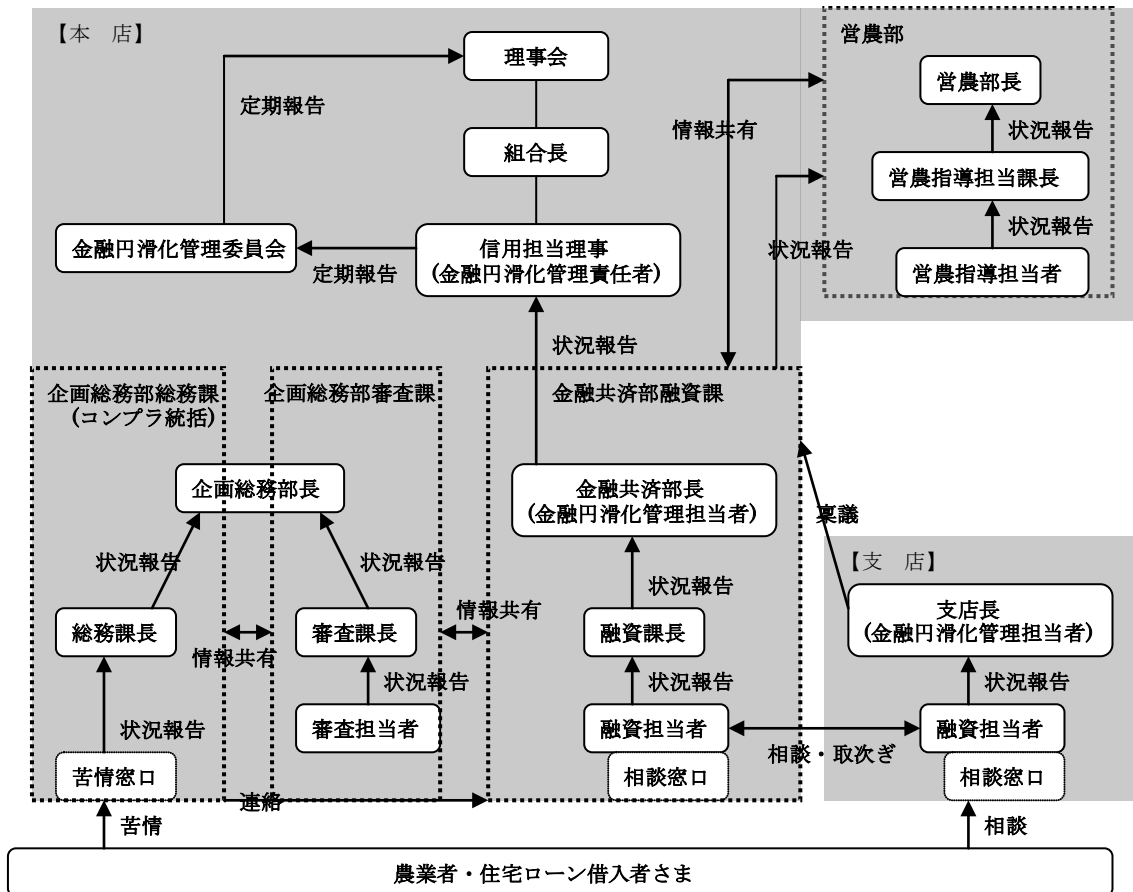 【本　店】
理事会
定期報告
組合長
金融円滑化管理委員会
定期報告
信用担当理事
(金融円滑化管理責任者)
状況報告
情報共有
状況報告
営農部
営農部長
状況報告
営農指導担当課長
状況報告
営農指導担当者
企画総務部総務課
(コンプラ統括)
企画総務部審査課
金融共済部融資課
企画総務部長
状況報告
状況報告
総務課長
情報共有
審査課長
情報共有
状況報告
状況報告
審査担当者
苦情窓口
連絡
金融共済部長
(金融円滑化管理担当者)
状況報告
融資課長
状況報告
融資担当者
相談窓口
稟議
【支　店】
支店長
(金融円滑化管理担当者)
状況報告
融資担当者
相談・取次ぎ
相談窓口
苦情
相談
農業者・住宅ローン借入者さま